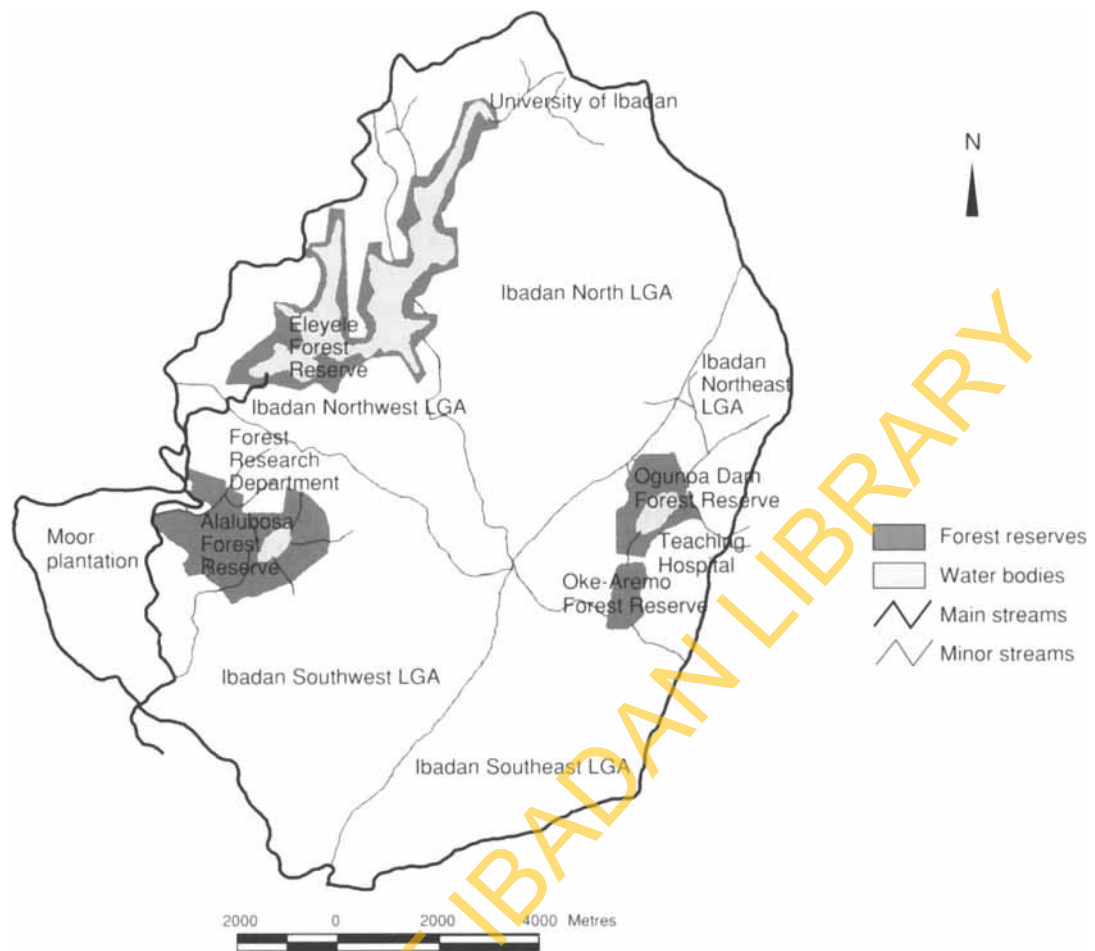 University of Ibadan
N
Ibadan North LGA
Eleyele
Forest
Reserve
Ibadan
Northeast
LGA
Ibadan Northwest LGA
Forest
Research
Department
Ogunpa Dam
Forest Reserve
Alalubosa
Forest
Reserve
Moor
plantation
Teaching
Hospital
Oke-Aremo
Forest Reserve
Forest reserves
Water bodies
Main streams
Minor streams
Ibadan Southwest LGA
Ibadan Southeast LGA
2000 0 2000 4000 Metres
IBADAN LIBRARY